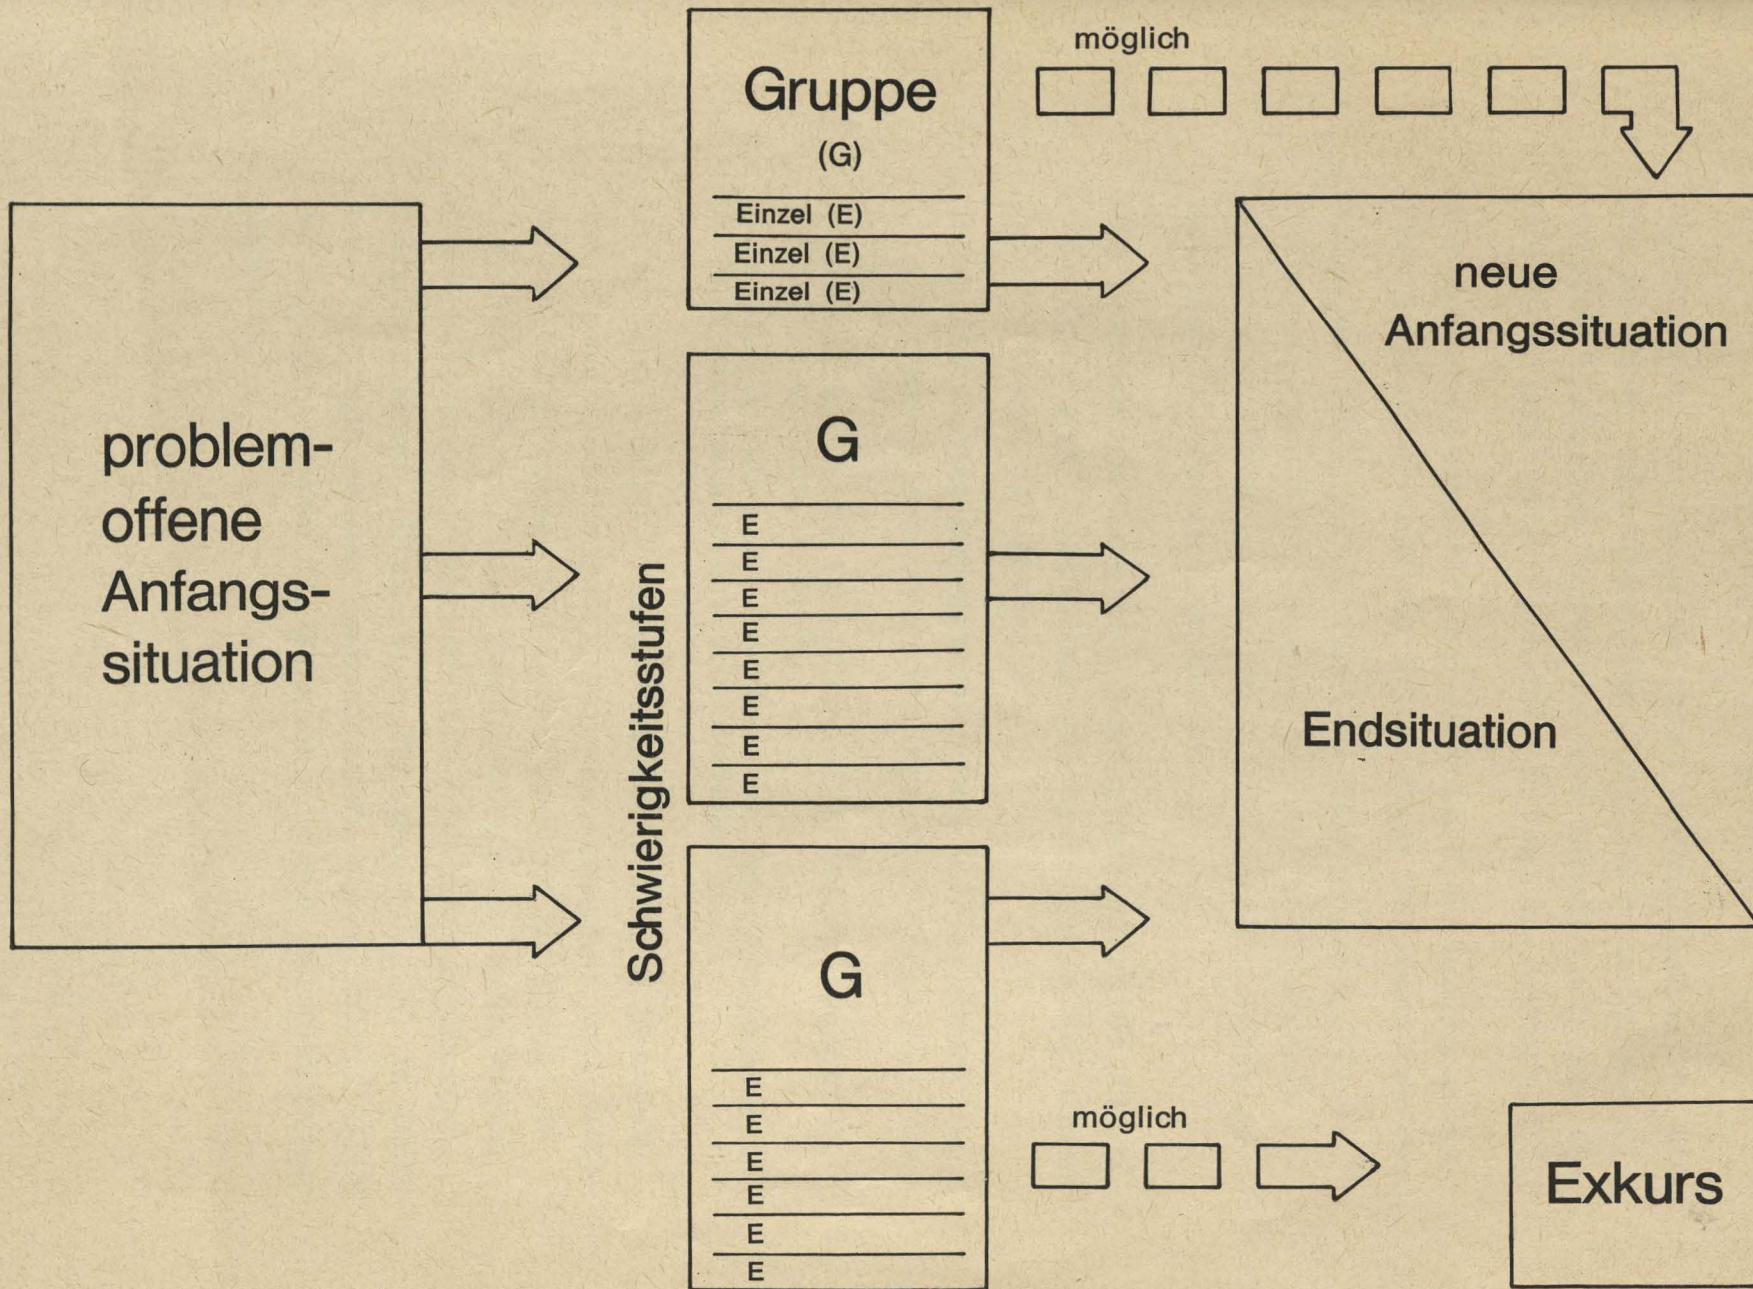 problem-
offene
Anfangs-
situation
Schwierigkeitsstufen
Gruppe
(G)
Einzel (E)
Einzel (E)
Einzel (E)
G
E
E
E
E
E
E
E
E
G
E
E
E
E
E
E
möglich
neue
Anfangssituation
Endsituation
möglich
Exkurs